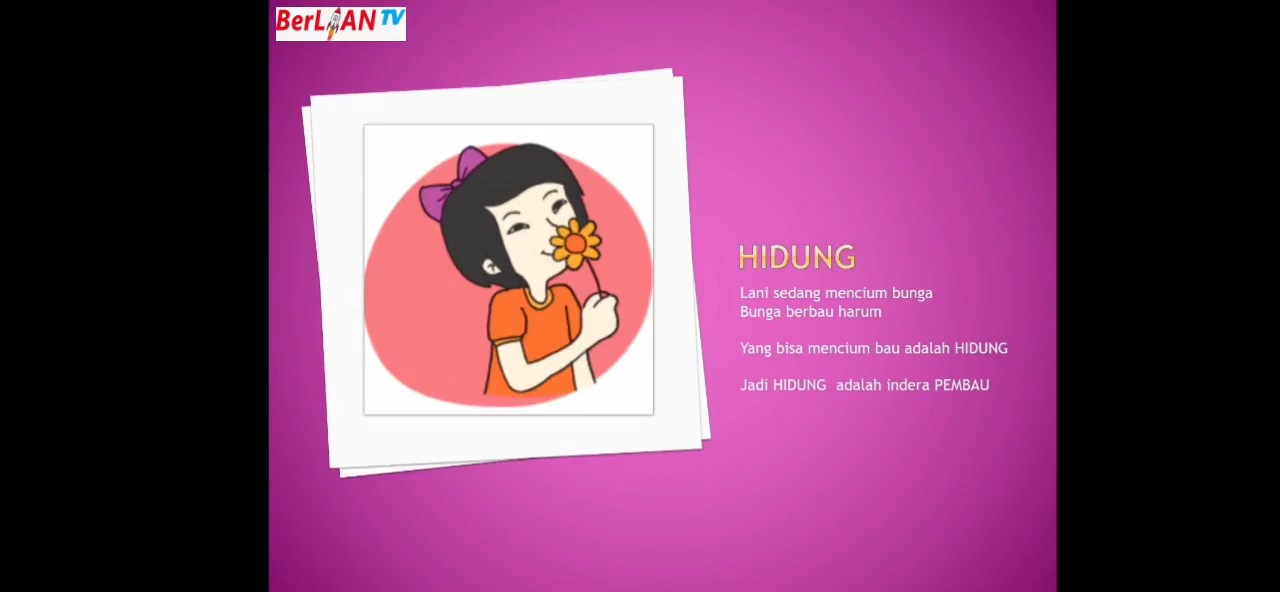 BerLIAN TV
HIDUNG
Lani sedang mencium bunga
Bunga berbau harum
Yang bisa mencium bau adalah HIDUNG
Jadi HIDUNG adalah indera PEMBAU